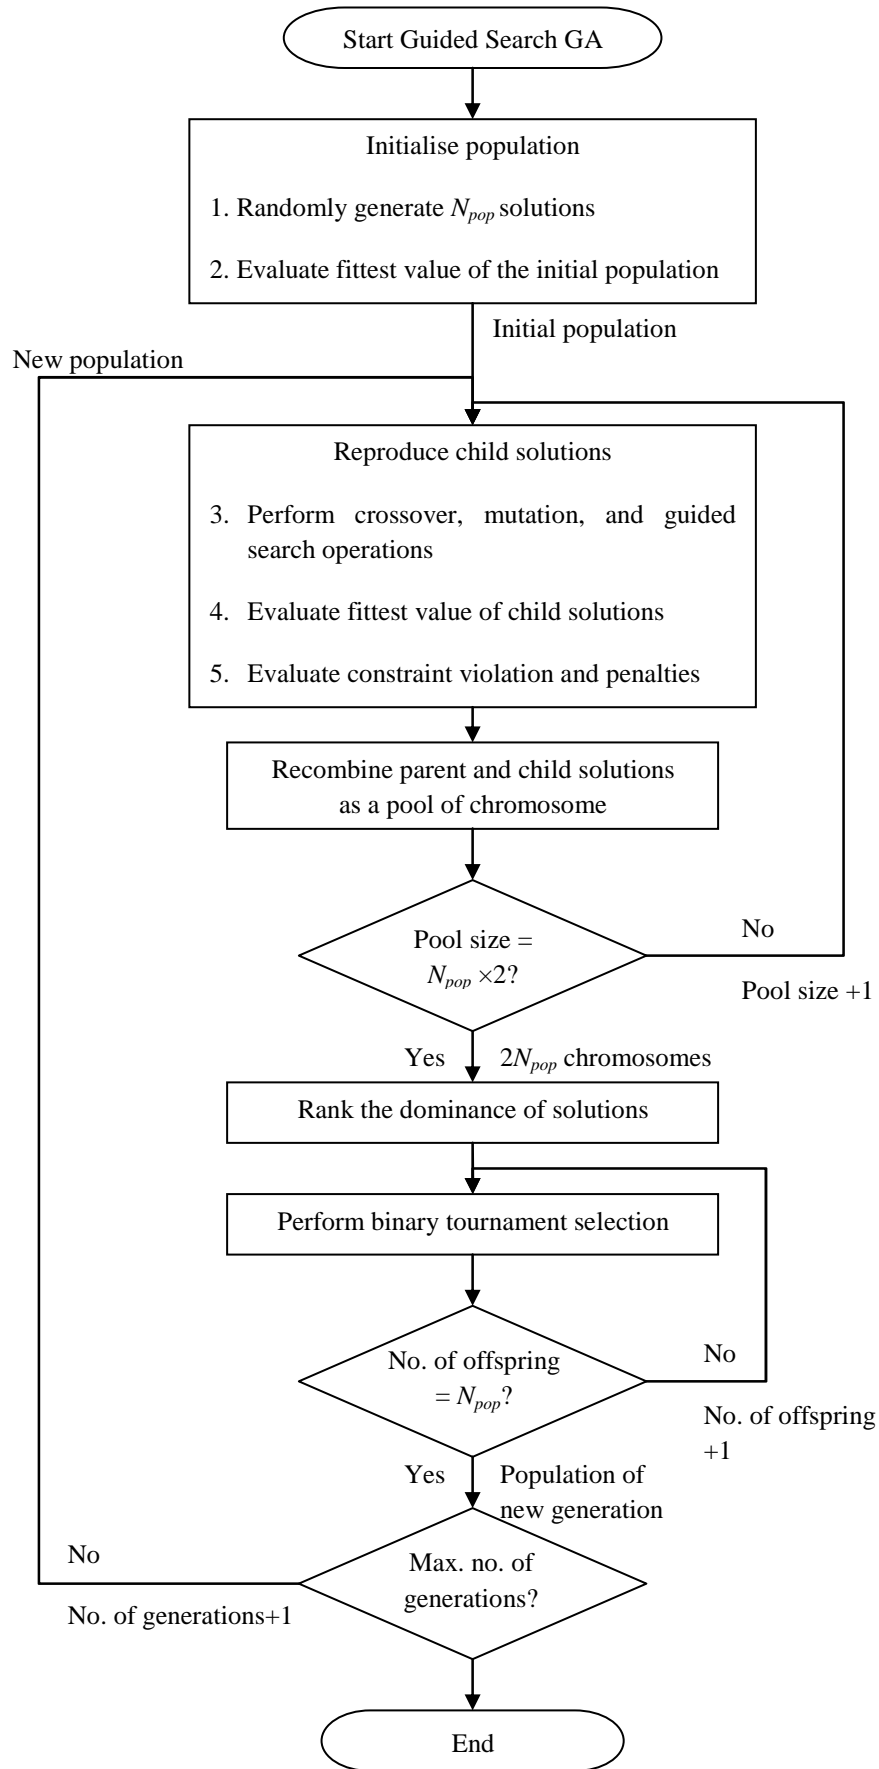 Start Guided Search GA
Initialise population
1. Randomly generate N_pop solutions
2. Evaluate fittest value of the initial population
Initial population
New population
Reproduce child solutions
3. Perform crossover, mutation, and guided
search operations
4. Evaluate fittest value of child solutions
5. Evaluate constraint violation and penalties
Recombine parent and child solutions
as a pool of chromosome
Pool size =
N_pop ×2?
No
Pool size +1
Yes
2N_pop chromosomes
Rank the dominance of solutions
Perform binary tournament selection
No. of offspring
= N_pop?
No
No. of offspring
+1
Yes
Population of
new generation
Max. no. of
generations?
No
No. of generations+1
End